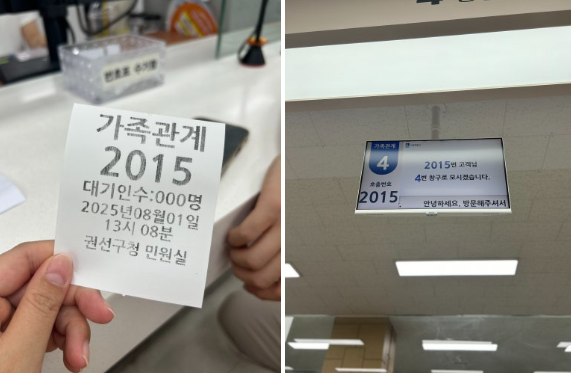 번호표 수거함
가족관계
2015
대기인수:000명
2025년08월01일
13시 08분
권선구청 민원실
가족관계
4
호출번호
2015
2015번 고객님
4번 창구로 모시겠습니다.
안녕하세요, 방문해주셔서